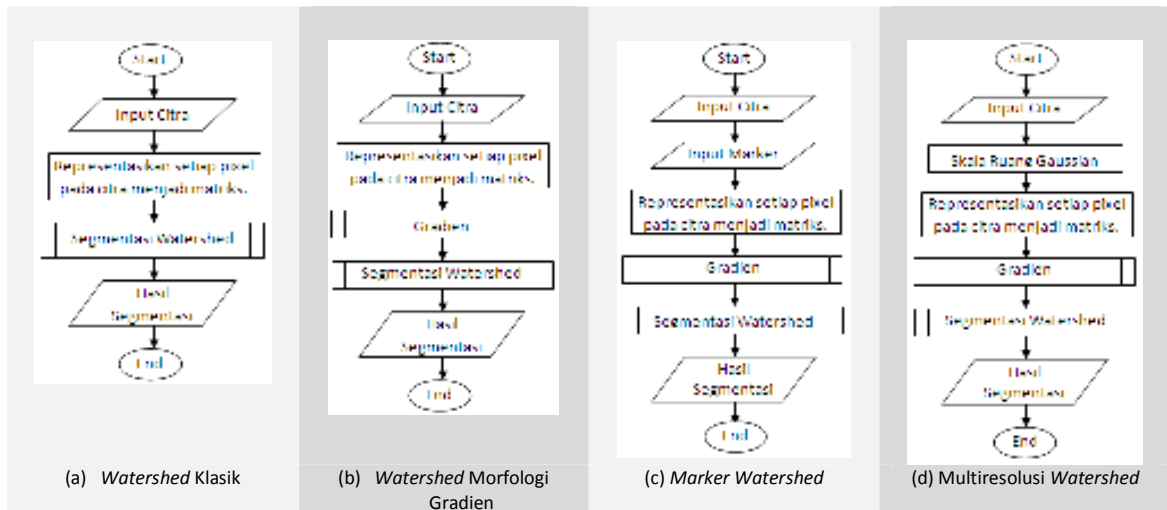 Start
Input Citra
Representasikan setiap pixel
pada citra menjadi matriks.
Segmentasi Watershed
Hasil
Segmentasi
End
(a) Watershed Klasik
Start
Input Citra
Representasikan setiap pixel
pada citra menjadi matriks.
Gradien
Segmentasi Watershed
Hasil
Segmentasi
End
(b) Watershed Morfologi
Gradien
Start
Input Citra
Input Marker
Representasikan setiap pixel
pada citra menjadi matriks.
Gradien
Segmentasi Watershed
Hasil
Segmentasi
End
(c) Marker Watershed
Start
Input Citra
Skala Ruang Gaussian
Representasikan setiap pixel
pada citra menjadi matriks.
Gradien
Segmentasi Watershed
Hasil
Segmentasi
End
(d) Multiresolusi Watershed